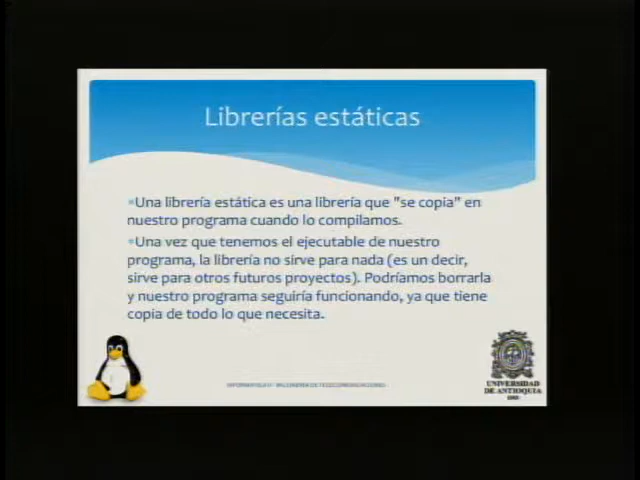 Librerías estáticas
Una librería estática es una librería que "se copia" en
nuestro programa cuando lo compilamos.
Una vez que tenemos el ejecutable de nuestro
programa, la librería no sirve para nada (es un decir,
sirve para otros futuros proyectos). Podríamos borrarla
y nuestro programa seguiría funcionando, ya que tiene
copia de todo lo que necesita.
UNIVERSIDAD
DE ANTIOQUIA
1803